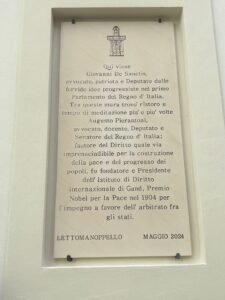 Qui visse
Giovanni De Sanctis,
avvocato, patriota e Deputato dalle
fervide idee progressiste nel primo
Parlamento del Regno d'Italia.
Tra queste mura trovò ristoro e
tempo di meditazione più e più volte
Augusto Pierantoni,
avvocato, docente, Deputato e
Senatore del Regno d'Italia:
fautore del Diritto quale via
imprescindibile per la costruzione
della pace e del progresso dei
popoli, fu fondatore e Presidente
dell'Istituto di Diritto
internazionale di Gand, Premio
Nobel per la Pace nel 1904 per
l'impegno a favore dell'arbitrato fra
gli stati.
LETTOMANOPPELLO MAGGIO 2024